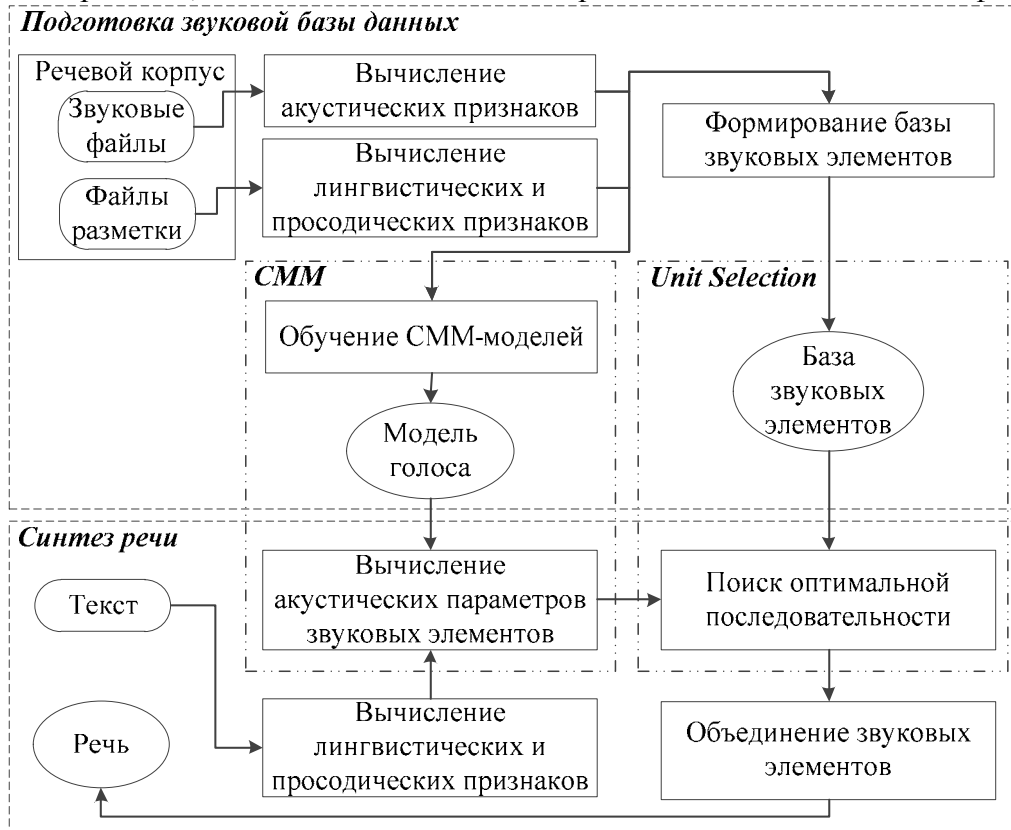 Подготовка звуковой базы данных
Речевой корпус
Звуковые
файлы
Файлы
разметки
Вычисление
акустических признаков
Вычисление
лингвистических и
просодических признаков
Формирование базы
звуковых элементов
СММ
Обучение СММ-моделей
Модель
голоса
Unit Selection
База
звуковых
элементов
Синтез речи
Текст
Речь
Вычисление
акустических параметров
звуковых элементов
Вычисление
лингвистических и
просодических признаков
Поиск оптимальной
последовательности
Объединение звуковых
элементов